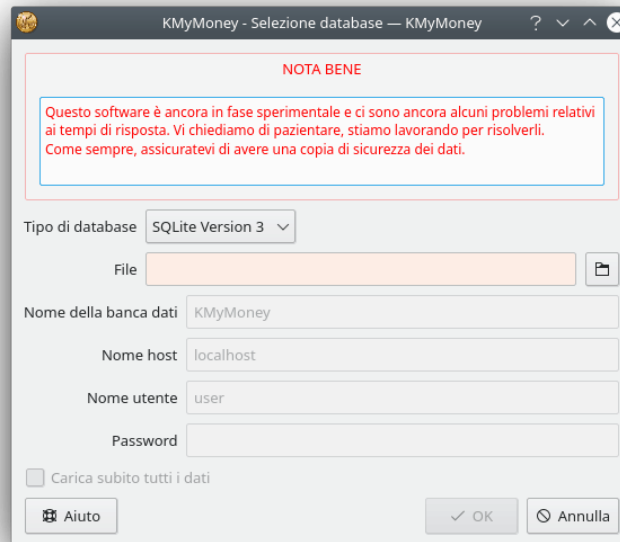 KMyMoney - Selezione database — KMyMoney
NOTA BENE
Questo software è ancora in fase sperimentale e ci sono ancora alcuni problemi relativi
ai tempi di risposta. Vi chiediamo di pazientare, stiamo lavorando per risolverli.
Come sempre, assicuratevi di avere una copia di sicurezza dei dati.
Tipo di database SQLite Version 3
File
Nome della banca dati KMyMoney
Nome host localhost
Nome utente user
Password
Carica subito tutti i dati
Aiuto OK Annulla